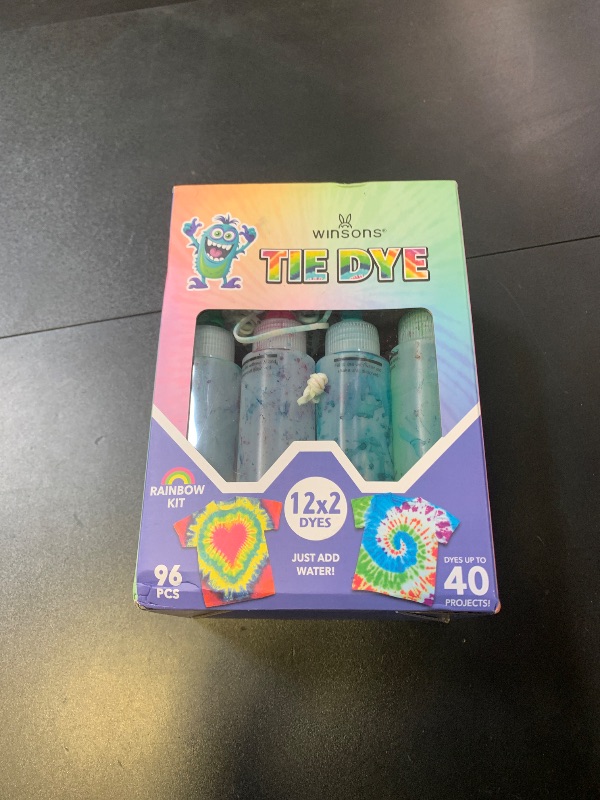 winsons®
TIE DYE
RAINBOW
KIT
12x2
DYES
JUST ADD
WATER!
96
PCS
DYES UP TO
40
PROJECTS!